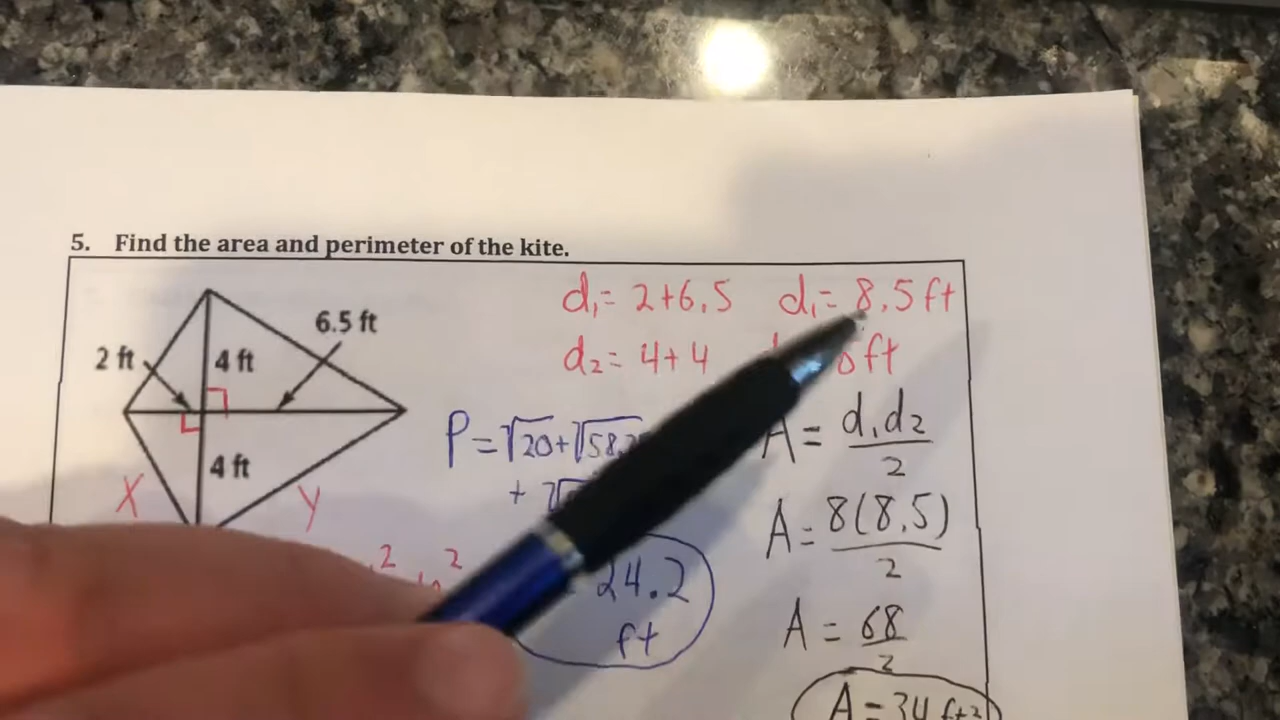 5. Find the area and perimeter of the kite.
d₁ = 2+6.5 d₁ = 8.5 ft
d₂ = 4+4 ft
6.5 ft
2 ft
4 ft
4 ft
X
Y
P = √20 + √58.
+
24.2
ft
A = d₁d₂
2
A = 8(8.5)
2
A = 68
2
A = 34 ft²